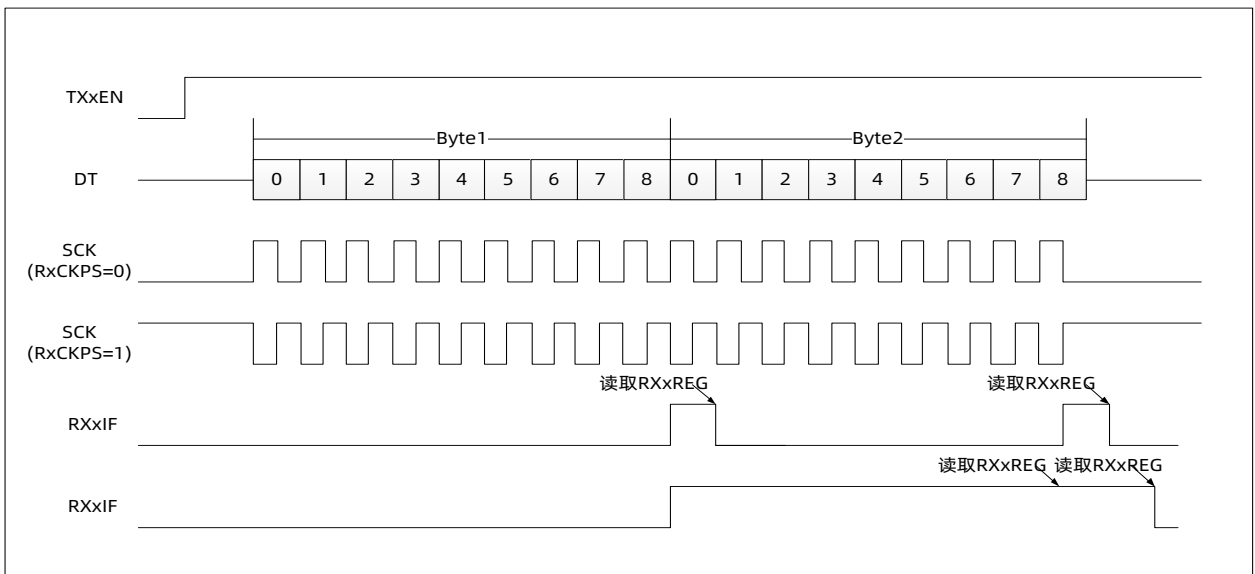 TXxEN
Byte1 Byte2
DT 0 1 2 3 4 5 6 7 8 0 1 2 3 4 5 6 7 8
SCK
(RxCKPS=0)
SCK
(RxCKPS=1)
读取RXxREG 读取RXxREG
RXxIF
读取RXxREG 读取RXxREG
RXxIF